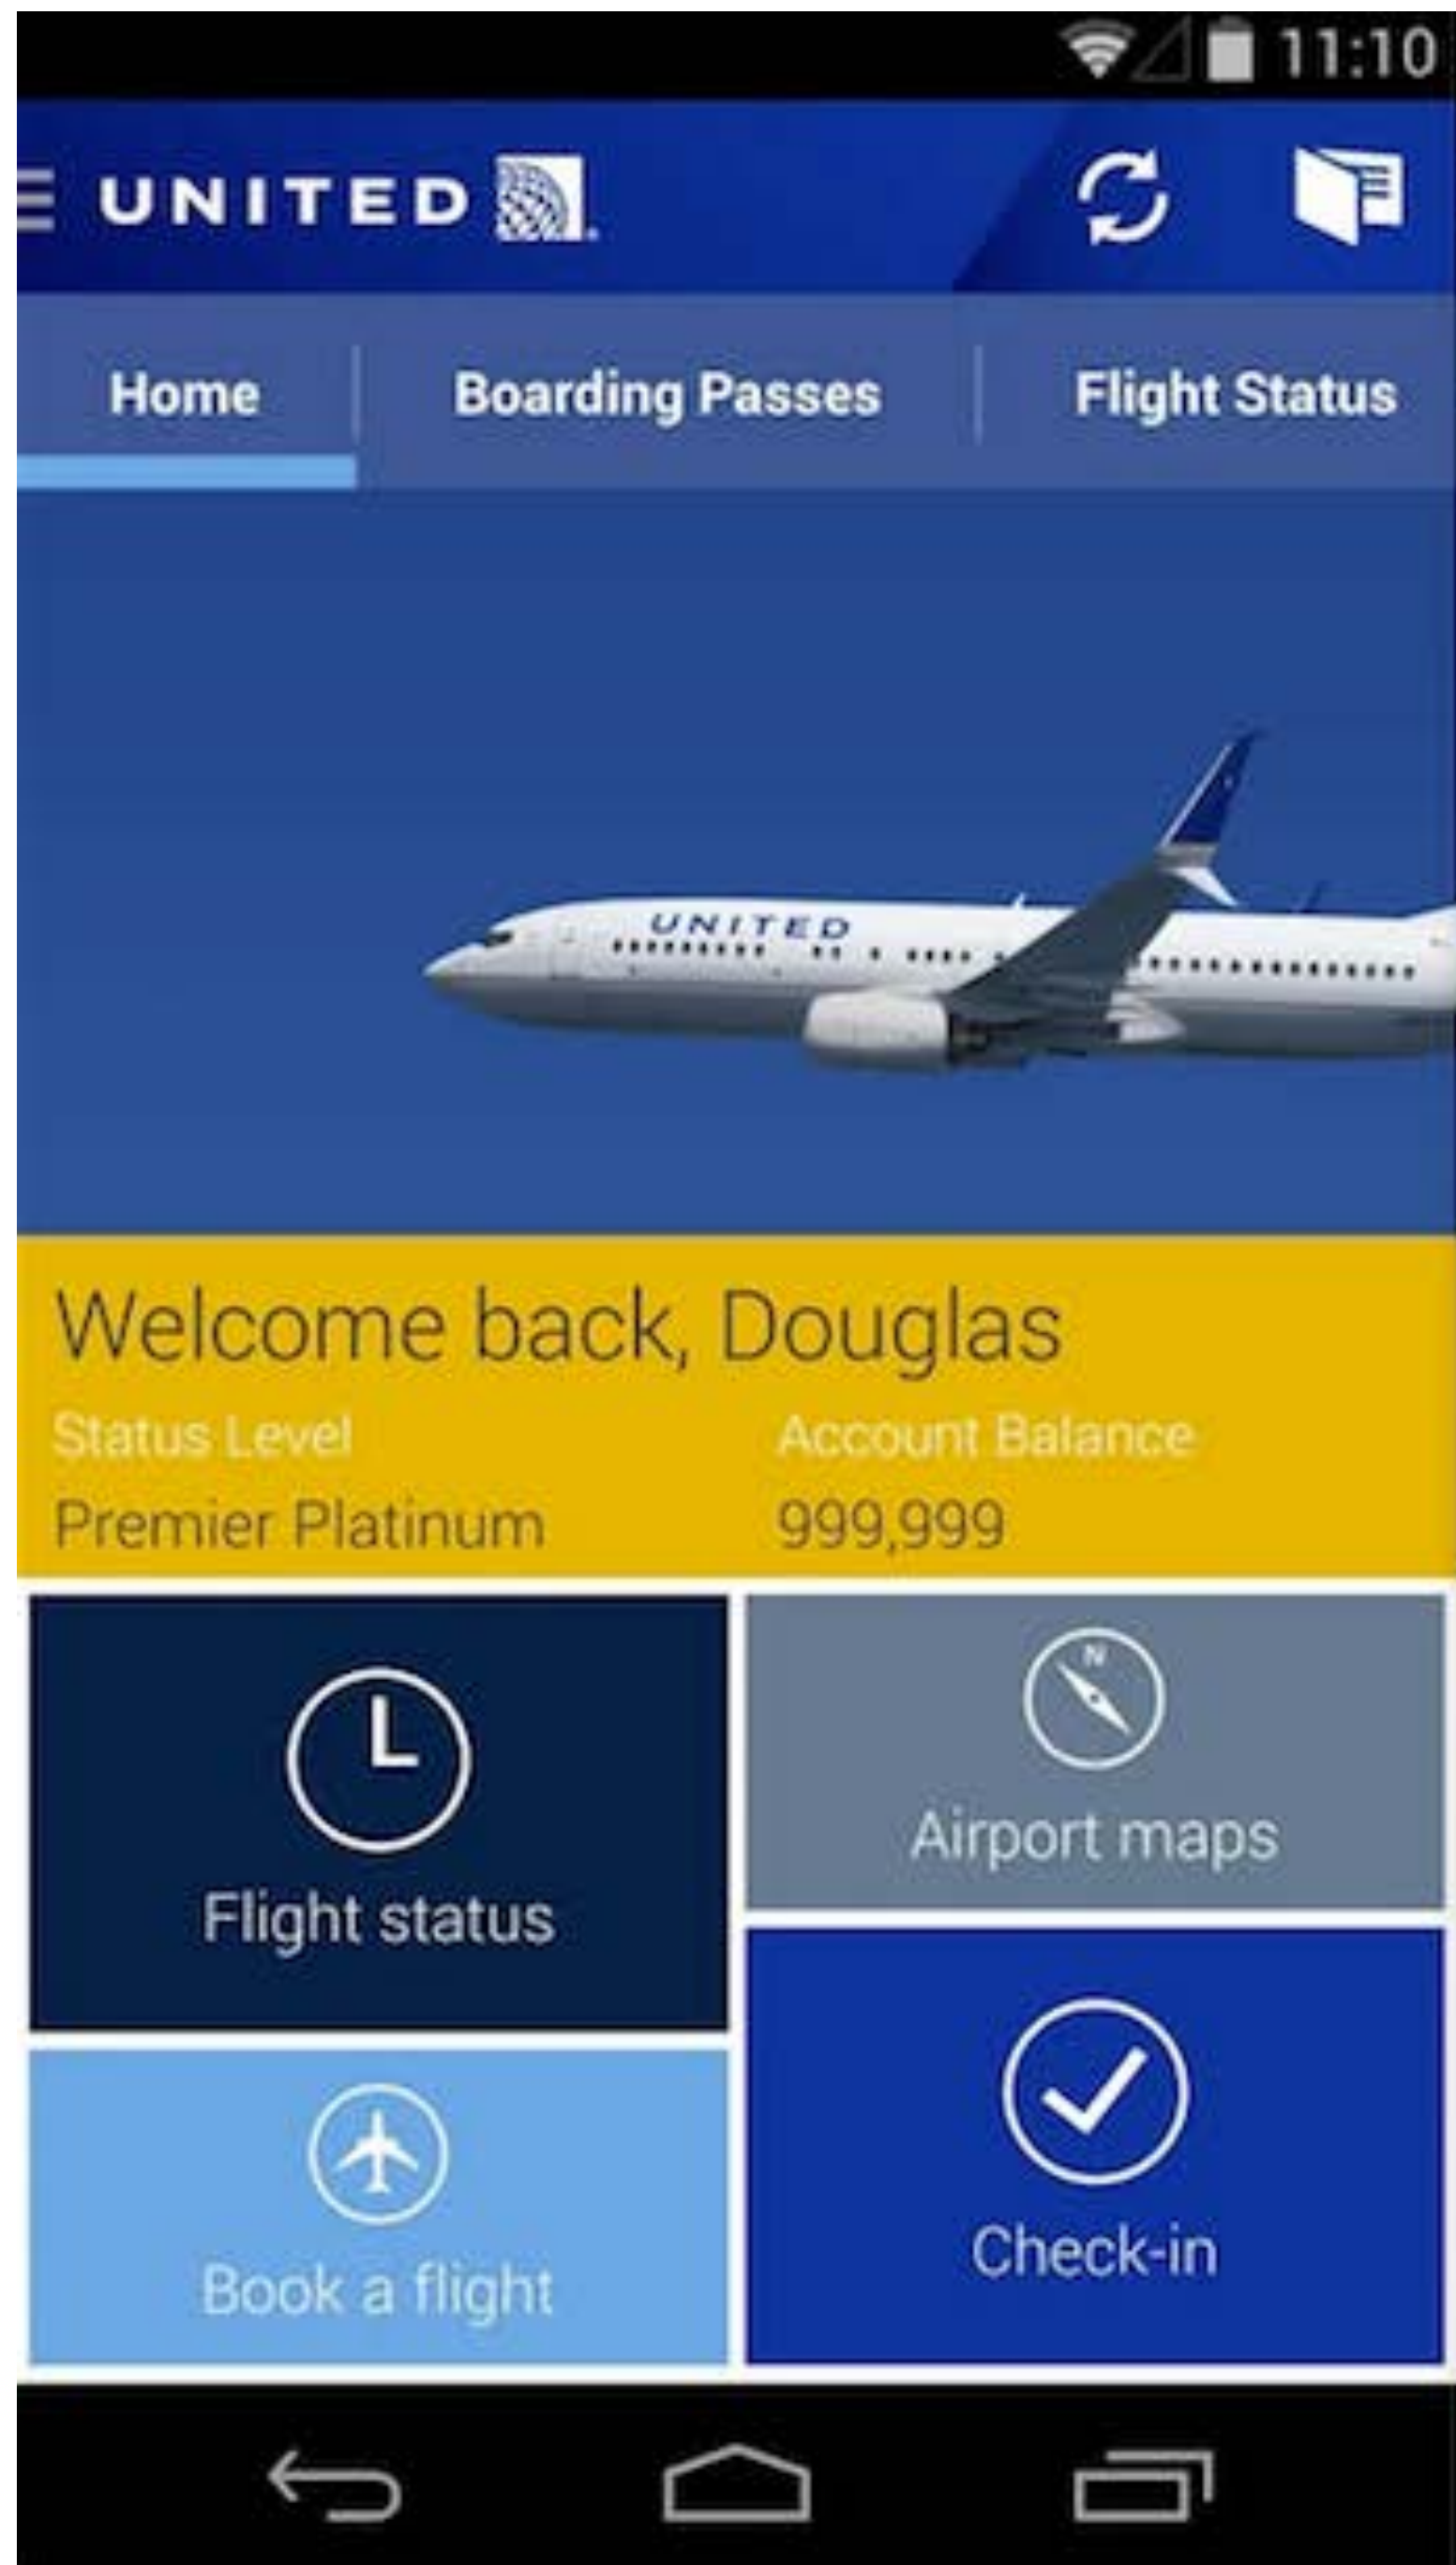 11:10
UNITED
Home Boarding Passes Flight Status
UNITED
Welcome back, Douglas
Status Level Account Balance
Premier Platinum 999,999
N
Airport maps
Flight status
Check-in
Book a flight